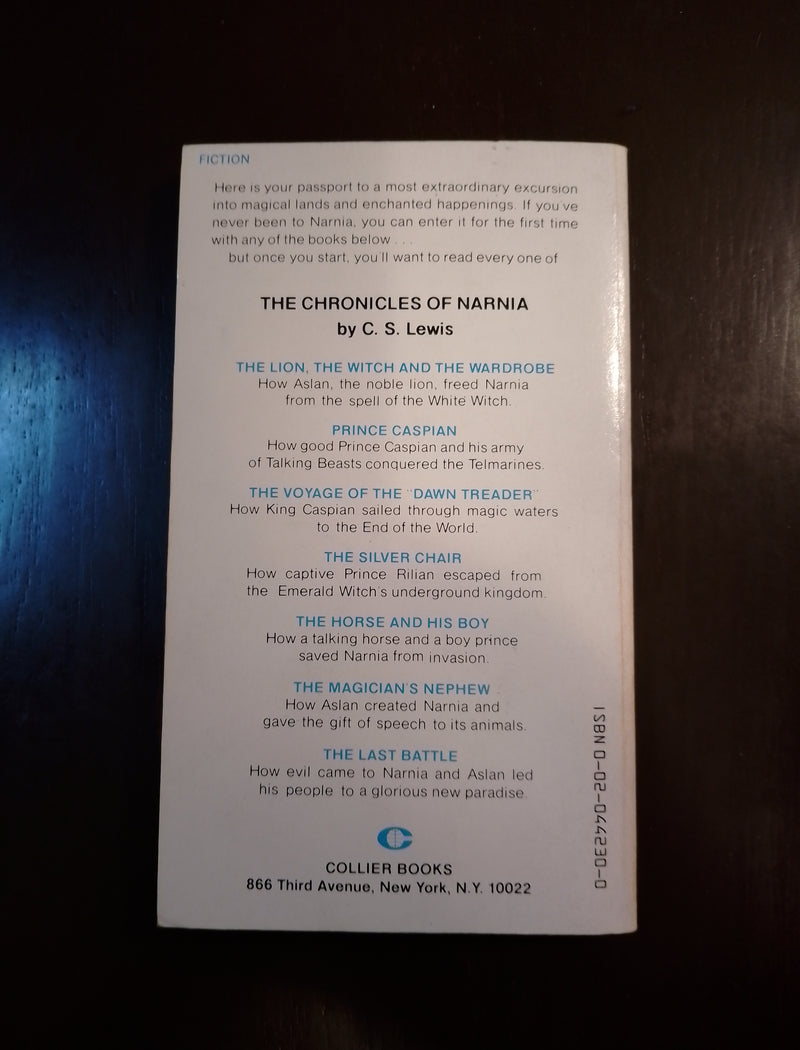 FICTION
Here is your passport to a most extraordinary excursion
into magical lands and enchanted happenings. If you've
never been to Narnia, you can enter it for the first time
with any of the books below . . .
but once you start, you'll want to read every one of
THE CHRONICLES OF NARNIA
by C. S. Lewis
THE LION, THE WITCH AND THE WARDROBE
How Aslan, the noble lion, freed Narnia
from the spell of the White Witch.
PRINCE CASPIAN
How good Prince Caspian and his army
of Talking Beasts conquered the Telmarines.
THE VOYAGE OF THE "DAWN TREADER"
How King Caspian sailed through magic waters
to the End of the World.
THE SILVER CHAIR
How captive Prince Rilian escaped from
the Emerald Witch's underground kingdom.
THE HORSE AND HIS BOY
How a talking horse and a boy prince
saved Narnia from invasion.
THE MAGICIAN'S NEPHEW
How Aslan created Narnia and
gave the gift of speech to its animals.
THE LAST BATTLE
How evil came to Narnia and Aslan led
his people to a glorious new paradise.
COLLIER BOOKS
866 Third Avenue, New York, N.Y. 10022
ISBN 0-02-044230-0